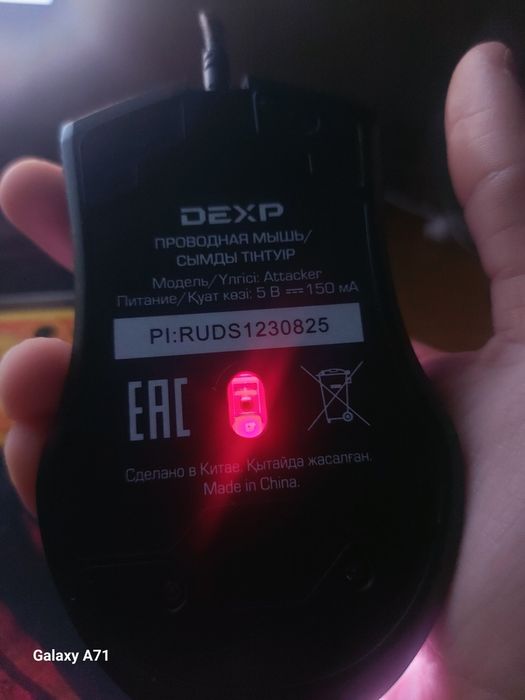 DEXP
ПРОВОДНАЯ МЫШЬ/
СЫМДЫ ТІНТУІР
Модель/Үлгісі: Attacker
Питание/Қуат көзі: 5 В ⎓ 150 мА
PI:RUDS1230825
EAC
Сделано в Китае. Қытайда жасалған.
Made in China.
Galaxy A71